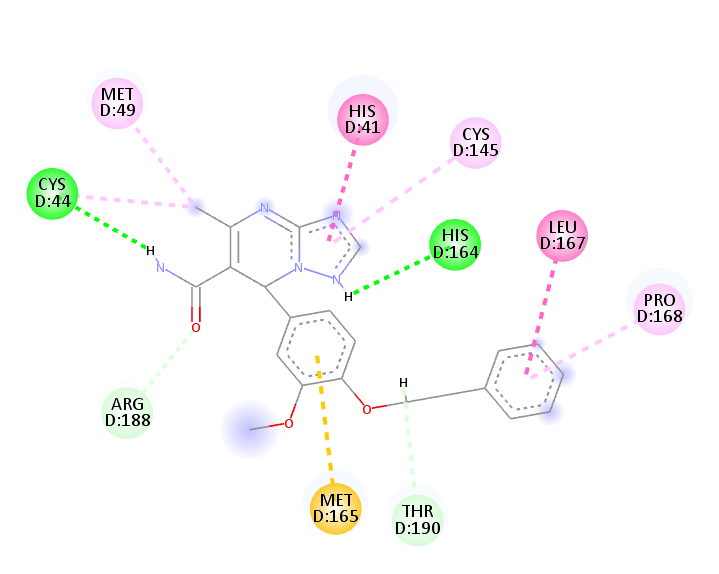 MET
D:49
HIS
D:41
CYS
D:145
CYS
D:44
H
N
N
N
HIS
D:164
LEU
D:167
N
N
N
H
PRO
D:168
O
H
ARG
D:188
O
O
MET
D:165
THR
D:190